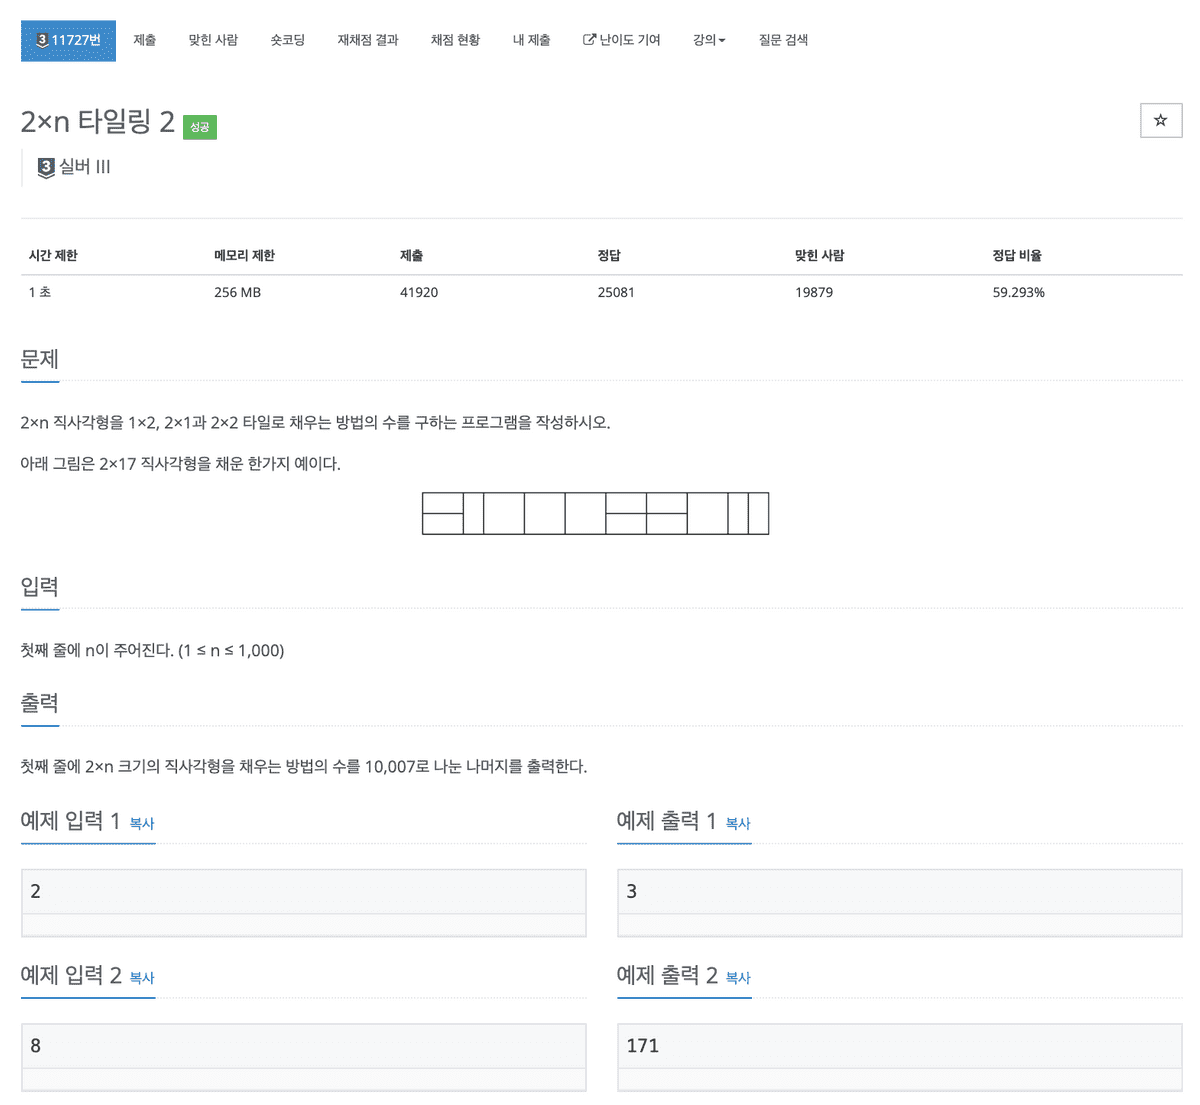 3 11727번 제출 맞힌 사람 숏코딩 재채점 결과 채점 현황 내 제출 난이도 기여 강의 질문 검색
2×n 타일링 2 성공
3 실버 III
시간 제한 메모리 제한 제출 정답 맞힌 사람 정답 비율
1 초 256 MB 41920 25081 19879 59.293%
문제
2×n 직사각형을 1×2, 2×1과 2×2 타일로 채우는 방법의 수를 구하는 프로그램을 작성하시오.
아래 그림은 2×17 직사각형을 채운 한가지 예이다.
입력
첫째 줄에 n이 주어진다. (1 ≤ n ≤ 1,000)
출력
첫째 줄에 2×n 크기의 직사각형을 채우는 방법의 수를 10,007로 나눈 나머지를 출력한다.
예제 입력 1 복사
2
예제 출력 1 복사
3
예제 입력 2 복사
8
예제 출력 2 복사
171